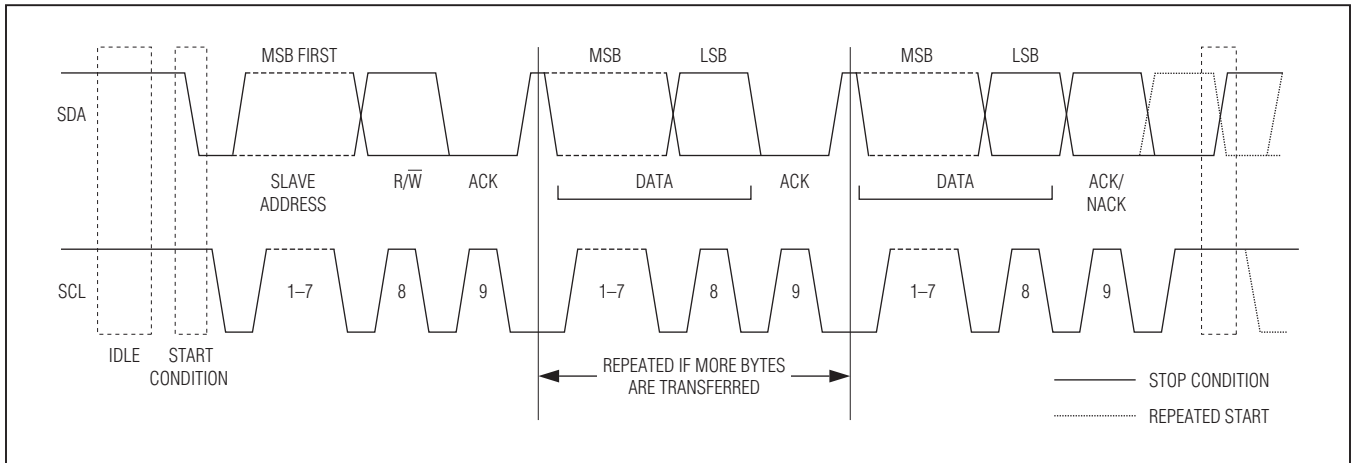 MSB FIRST
MSB
LSB
MSB
LSB
SDA
SLAVE
ADDRESS
R/W̅
ACK
DATA
ACK
DATA
ACK/
NACK
SCL
1–7
8
9
1–7
8
9
1–7
8
9
IDLE
START
CONDITION
REPEATED IF MORE BYTES
ARE TRANSFERRED
STOP CONDITION
REPEATED START